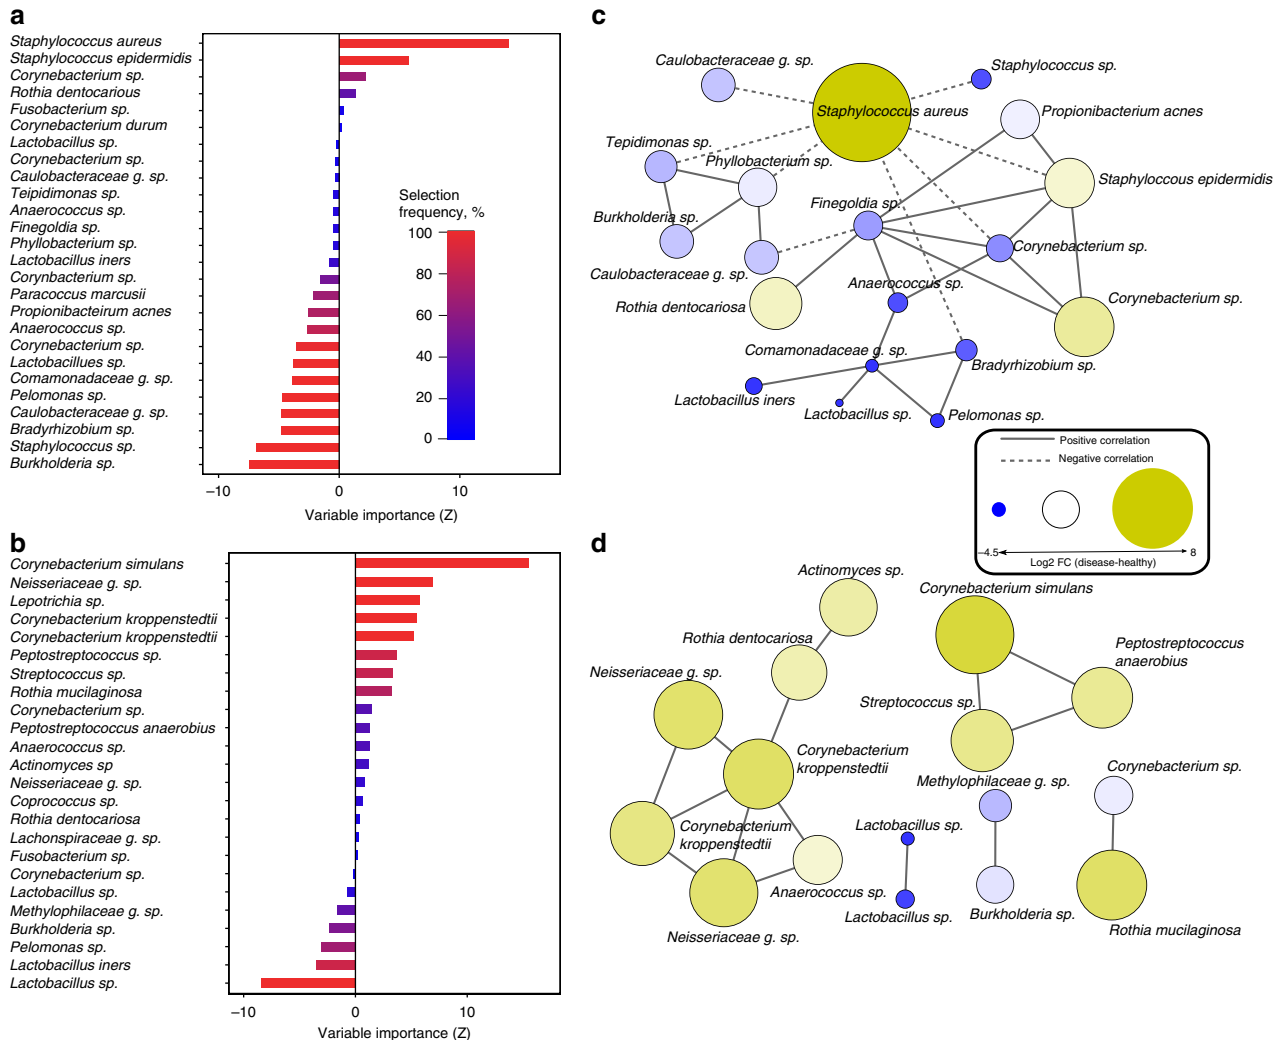 a
Staphylococcus aureus
Staphylococcus epidermidis
Corynebacterium sp.
Rothia dentocarious
Fusobacterium sp.
Corynebacterium durum
Lactobacillus sp.
Corynebacterium sp.
Caulobacteraceae g. sp.
Teipidimonas sp.
Anaerococcus sp.
Finegoldia sp.
Phyllobacterium sp.
Lactobacillus iners
Corynbacterium sp.
Paracoccus marcusii
Propionibacteirum acnes
Anaerococcus sp.
Corynebacterium sp.
Lactobacillues sp.
Comamonadaceae g. sp.
Pelomonas sp.
Caulobacteraceae g. sp.
Bradyrhizobium sp.
Staphylococcus sp.
Burkholderia sp.
−10
0
10
Variable importance (Z)
Selection
frequency, %
100
80
60
40
20
0
b
Corynebacterium simulans
Neisseriaceae g. sp.
Lepotrichia sp.
Corynebacterium kroppenstedtii
Corynebacterium kroppenstedtii
Peptostreptococcus sp.
Streptococcus sp.
Rothia mucilaginosa
Corynebacterium sp.
Peptostreptococcus anaerobius
Anaerococcus sp.
Actinomyces sp
Neisseriaceae g. sp.
Coprococcus sp.
Rothia dentocariosa
Lachonspiraceae g. sp.
Fusobacterium sp.
Corynebacterium sp.
Lactobacillus sp.
Methylophilaceae g. sp.
Burkholderia sp.
Pelomonas sp.
Lactobacillus iners
Lactobacillus sp.
−10
0
10
Variable importance (Z)
c
Caulobacteraceae g. sp.
Staphylococcus sp.
Staphylococcus aureus
Propionibacterium acnes
Tepidimonas sp.
Phyllobacterium sp.
Staphyloccous epidermidis
Finegoldia sp.
Burkholderia sp.
Corynebacterium sp.
Caulobacteraceae g. sp.
Anaerococcus sp.
Rothia dentocariosa
Corynebacterium sp.
Comamonadaceae g. sp.
Bradyrhizobium sp.
Lactobacillus iners
Lactobacillus sp.
Pelomonas sp.
Positive correlation
Negative correlation
−4.5
8
Log2 FC (disease-healthy)
d
Actinomyces sp.
Corynebacterium simulans
Rothia dentocariosa
Peptostreptococcus
anaerobius
Neisseriaceae g. sp.
Streptococcus sp.
Corynebacterium
kroppenstedtii
Methylophilaceae g. sp.
Corynebacterium sp.
Corynebacterium
kroppenstedtii
Lactobacillus sp.
Anaerococcus sp.
Lactobacillus sp.
Burkholderia sp.
Neisseriaceae g. sp.
Rothia mucilaginosa